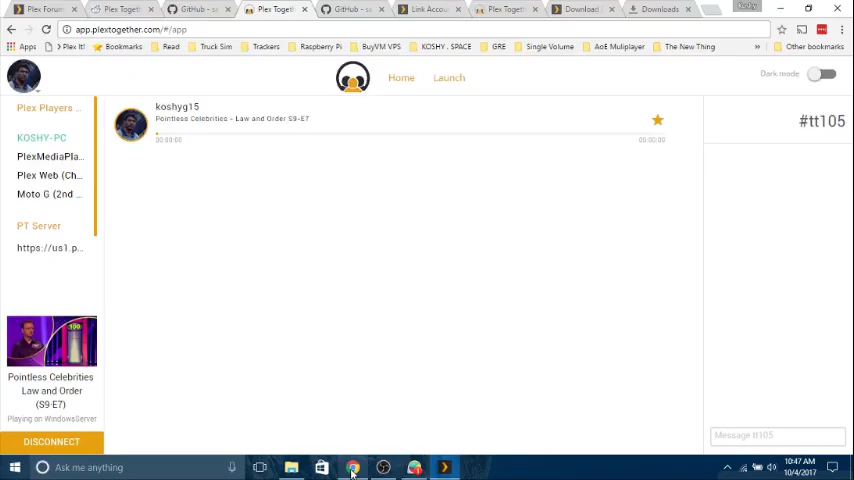 Plex Forum
Plex Togeth
GitHub - sa
Plex Togeth
GitHub - sa
Link Accou
Plex Togeth
Download
Downloads
Koshy
app.plextogether.com/#/app
Apps
Plex It!
Bookmarks
Read
Truck Sim
Trackers
Raspberry Pi
BuyVM VPS
KOSHY . SPACE
GRE
Single Volume
AoE Muliplayer
The New Thing
»
Other bookmarks
Home
Launch
Dark mode
Plex Players ...
KOSHY-PC
PlexMediaPla...
Plex Web (Ch...
Moto G (2nd ...
PT Server
https://us1.p...
koshyg15
Pointless Celebrities - Law and Order S9-E7
00:00:00
00:00:00
#tt105
100
Pointless Celebrities
Law and Order
(S9-E7)
Playing on WindowsServer
DISCONNECT
Message tt105
Ask me anything
10:47 AM
10/4/2017